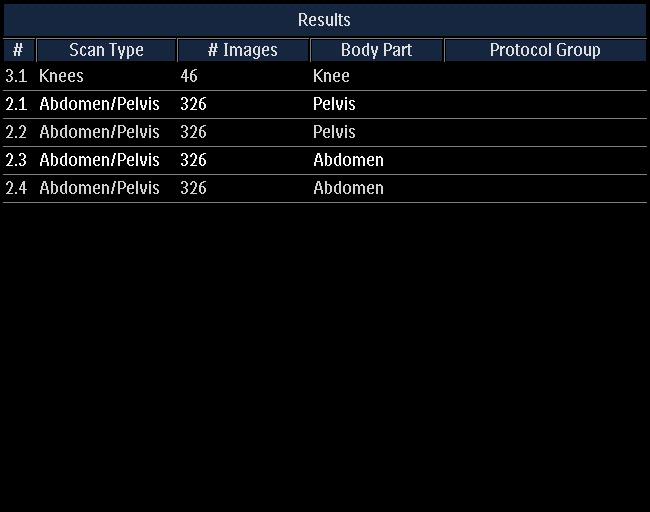 Results
# Scan Type # Images Body Part Protocol Group
3.1 Knees 46 Knee
2.1 Abdomen/Pelvis 326 Pelvis
2.2 Abdomen/Pelvis 326 Pelvis
2.3 Abdomen/Pelvis 326 Abdomen
2.4 Abdomen/Pelvis 326 Abdomen